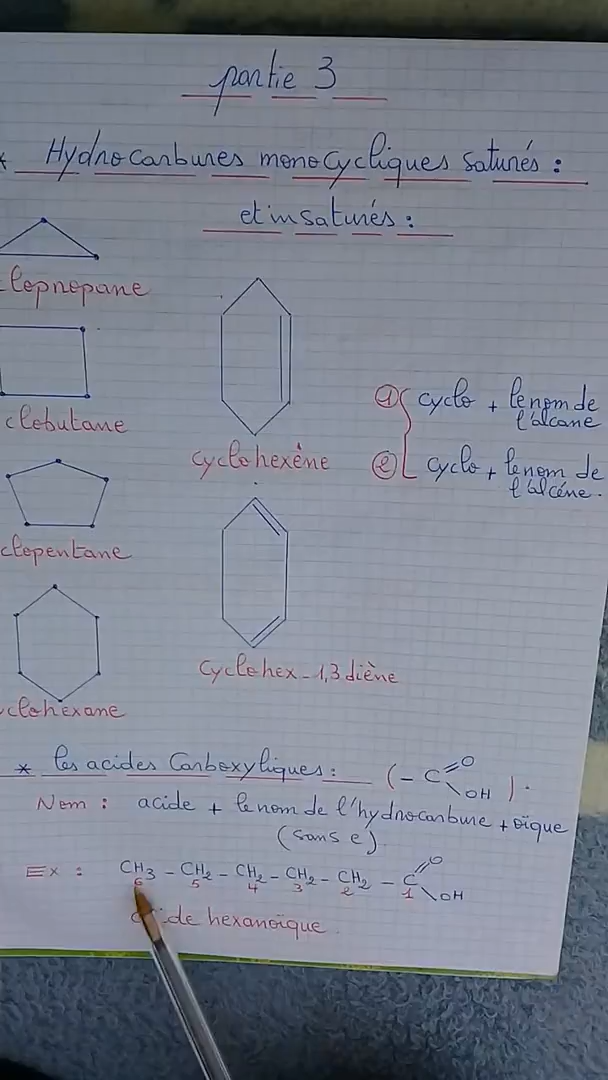 partie 3
* Hydrocarbures monocycliques saturés :
et insaturés :
clopropane
clobutane
clopentane
clohexane
cyclohexène
cyclohex-1,3 diène
① cyclo + le nom de l'alcane
② cyclo + le nom de l'alcéne.
* les acides Carboxyliques : (-C=O \OH).
Nom : acide + le nom de l'hydrocarbure + oïque
(sans e)
Ex : CH3 - CH2 - CH2 - CH2 - CH2 - C=O \OH
6 5 4 3 2 1
acide hexanoïque.